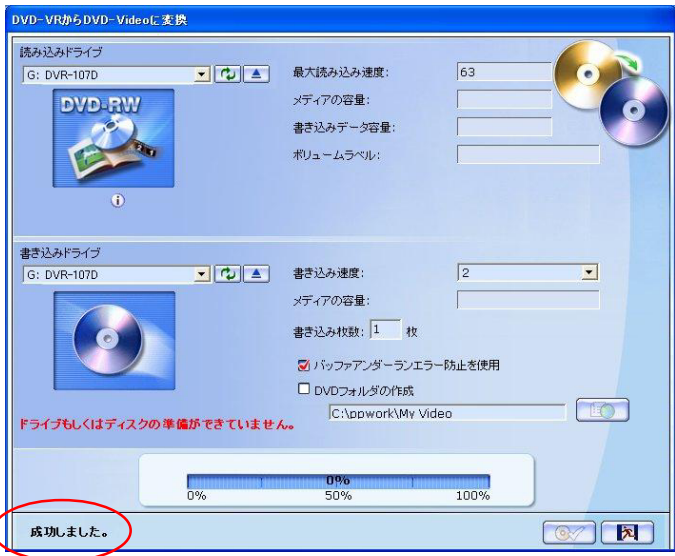 DVD-VRからDVD-Videoに変換
読み込みドライブ
G: DVR-107D
最大読み込み速度: 63
DVD-RW
メディアの容量:
書き込みデータ容量:
ボリュームラベル:
i
書き込みドライブ
G: DVR-107D
書き込み速度: 2
メディアの容量:
書き込み枚数: 1 枚
バッファアンダーランエラー防止を使用
DVDフォルダの作成
C:\ppwork\My Video
ドライブもしくはディスクの準備ができていません。
0%
0% 50% 100%
成功しました。